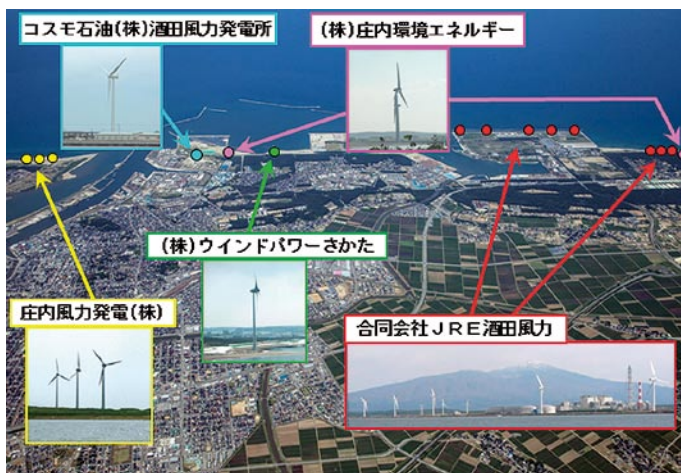 コスモ石油(株)酒田風力発電所
(株)庄内環境エネルギー
(株)ウインドパワーさかた
庄内風力発電(株)
合同会社JRE酒田風力